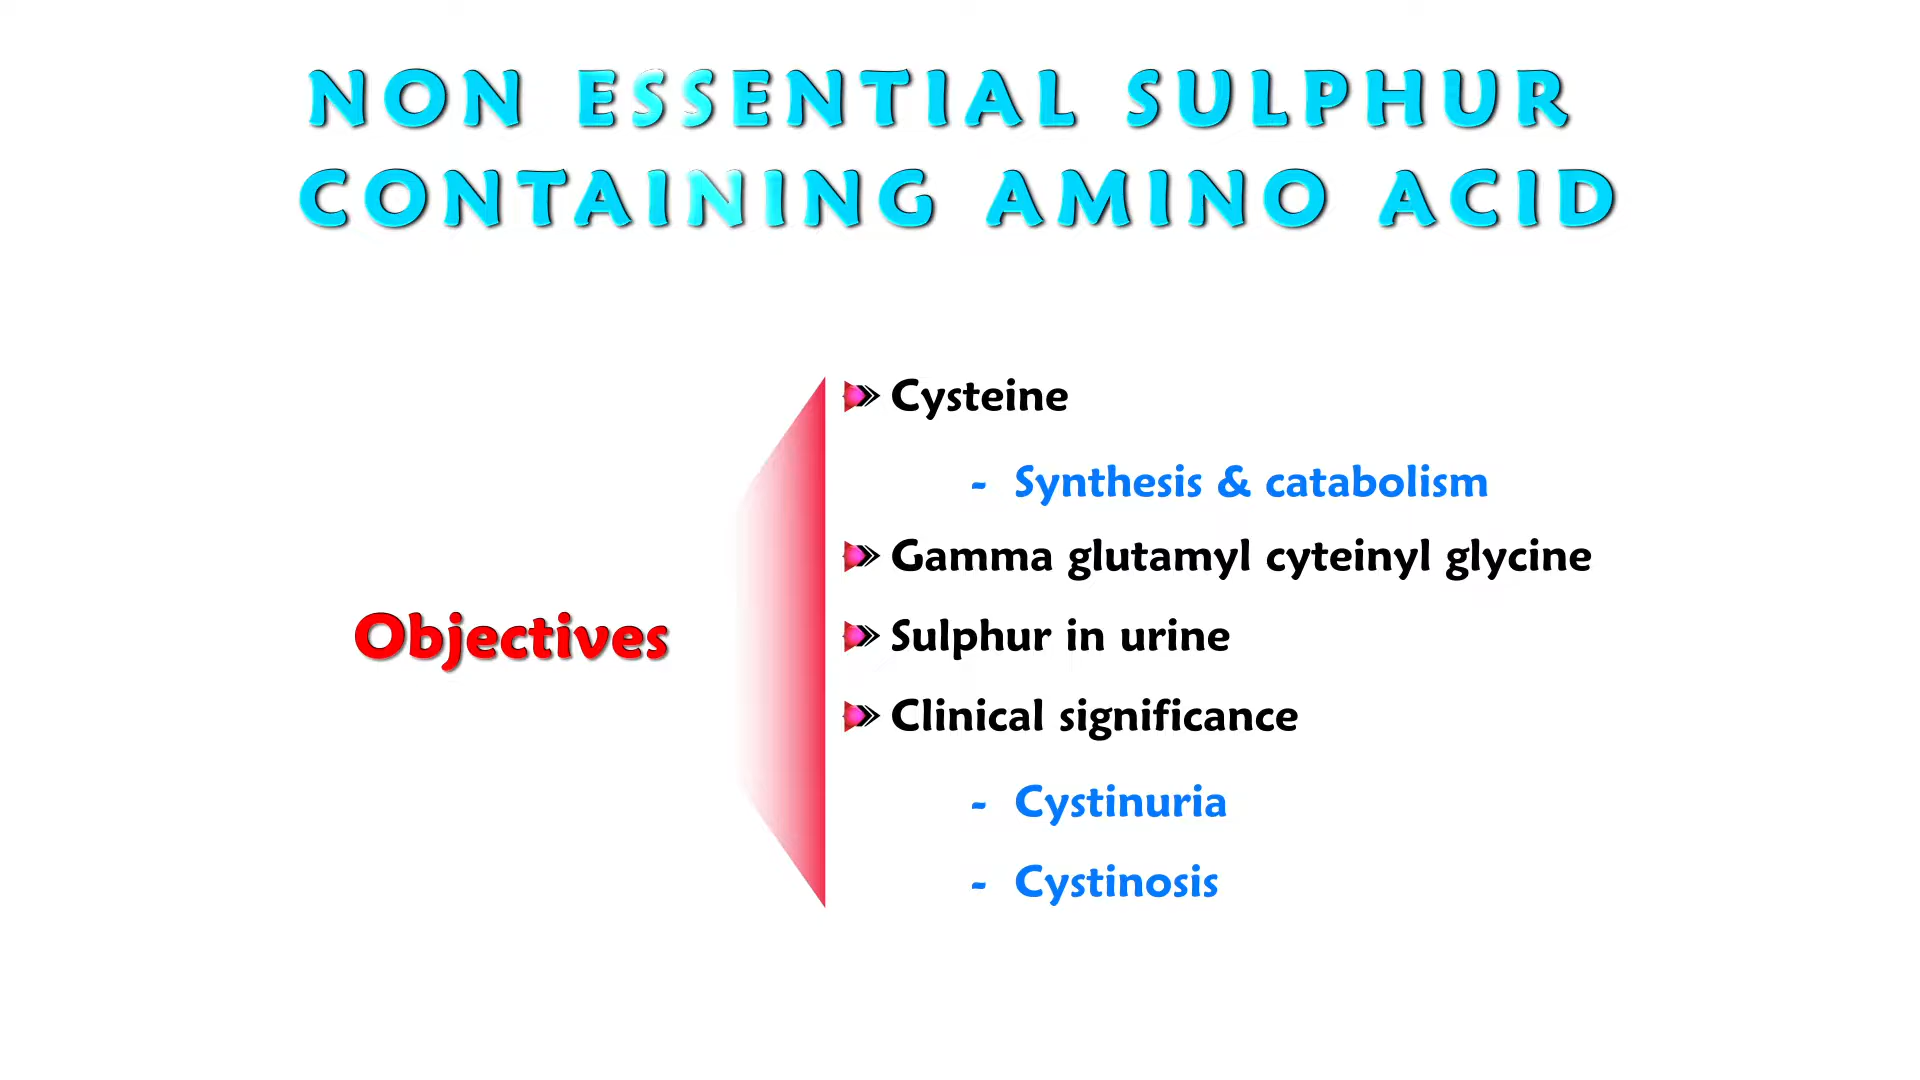 NON ESSENTIAL SULPHUR
CONTAINING AMINO ACID
Objectives
Cysteine
- Synthesis & catabolism
Gamma glutamyl cyteinyl glycine
Sulphur in urine
Clinical significance
- Cystinuria
- Cystinosis